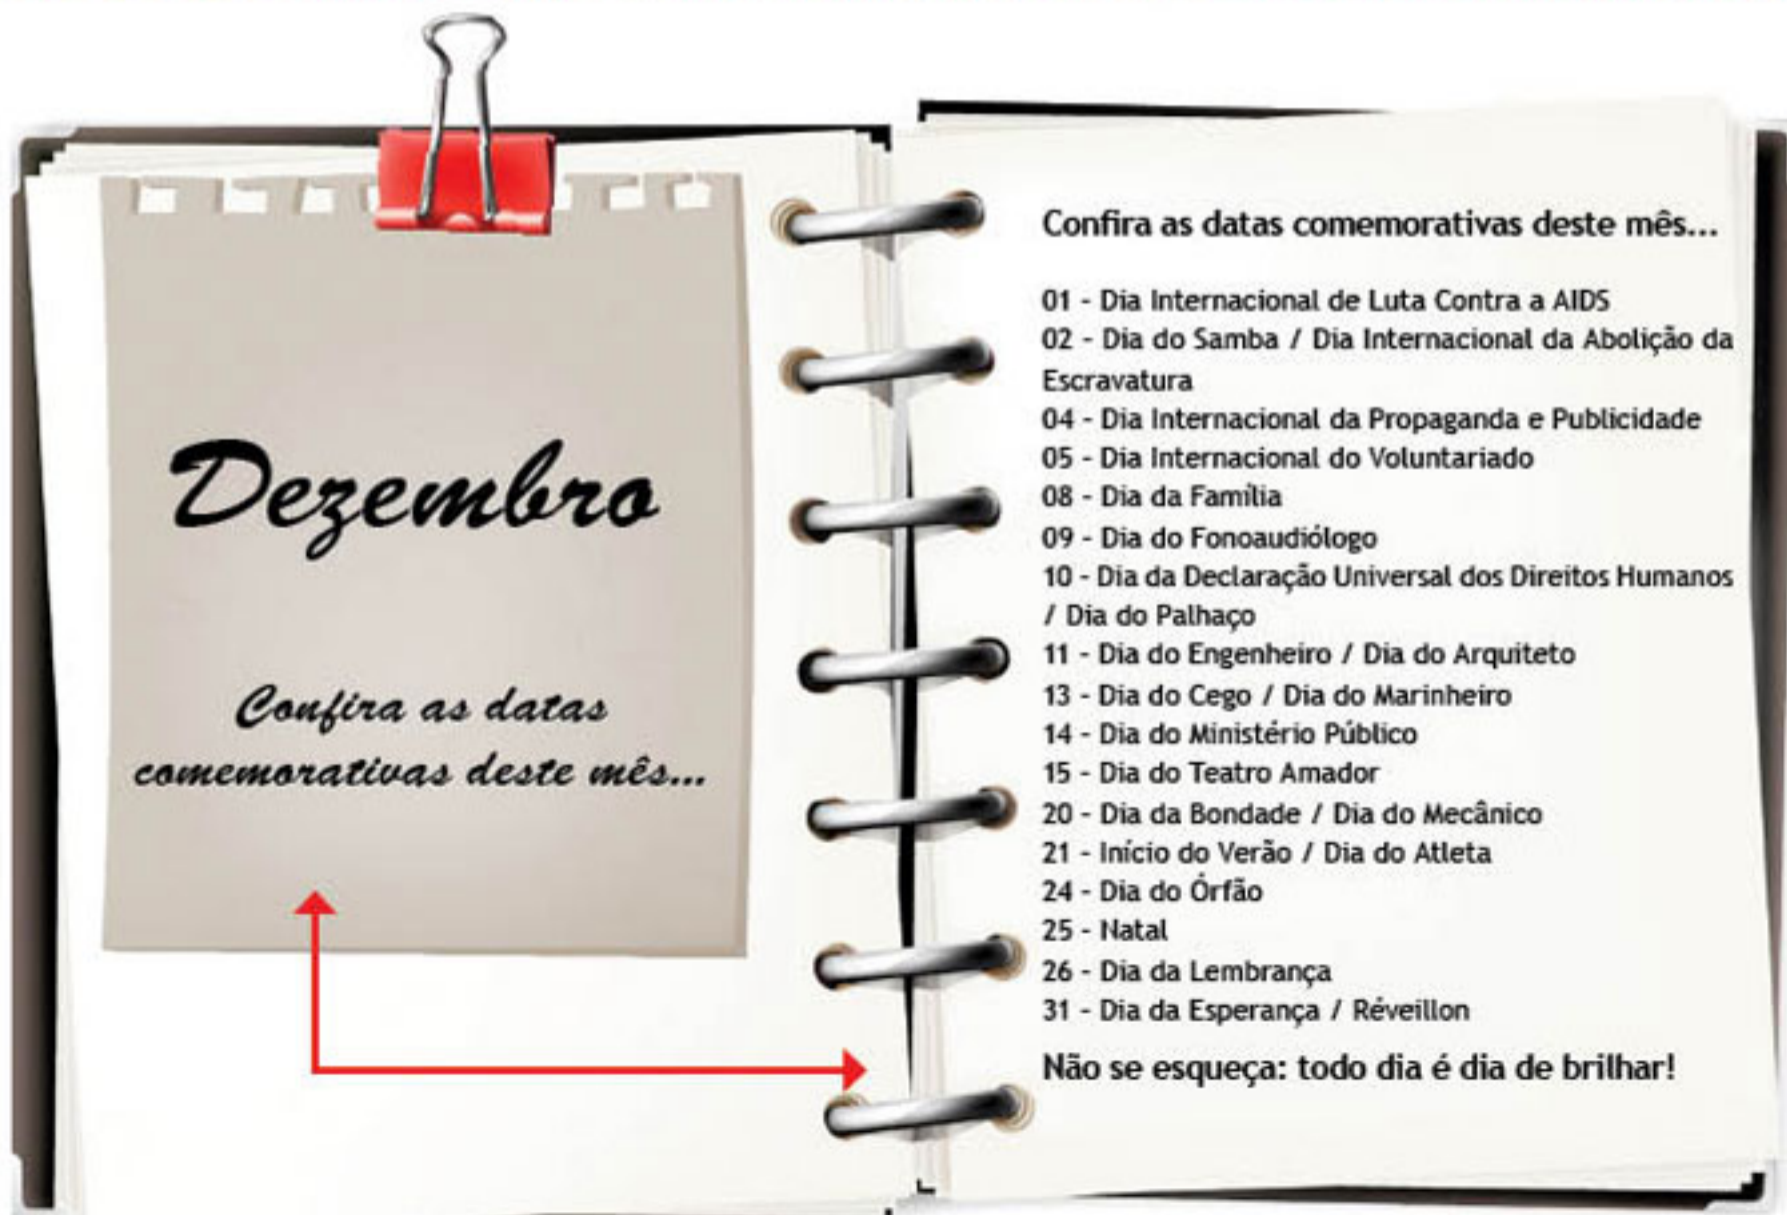 Dezembro
Confira as datas
comemorativas deste mês...
Confira as datas comemorativas deste mês...
01 - Dia Internacional de Luta Contra a AIDS
02 - Dia do Samba / Dia Internacional da Abolição da
Escravatura
04 - Dia Internacional da Propaganda e Publicidade
05 - Dia Internacional do Voluntariado
08 - Dia da Família
09 - Dia do Fonoaudiólogo
10 - Dia da Declaração Universal dos Direitos Humanos
/ Dia do Palhaço
11 - Dia do Engenheiro / Dia do Arquiteto
13 - Dia do Cego / Dia do Marinheiro
14 - Dia do Ministério Público
15 - Dia do Teatro Amador
20 - Dia da Bondade / Dia do Mecânico
21 - Início do Verão / Dia do Atleta
24 - Dia do Órfão
25 - Natal
26 - Dia da Lembrança
31 - Dia da Esperança / Réveillon
Não se esqueça: todo dia é dia de brilhar!